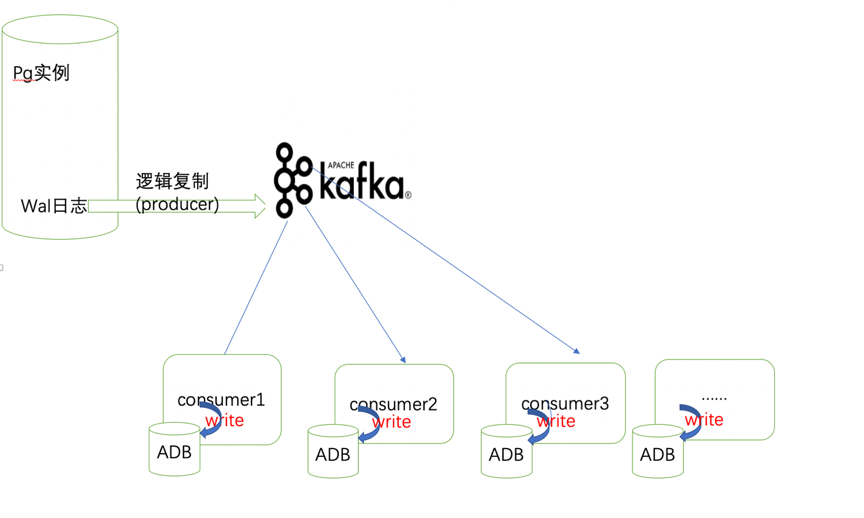 Pg实例
逻辑复制
(producer)
Wal日志
APACHE
kafka®
consumer1
write
ADB
consumer2
write
ADB
consumer3
write
ADB
......
write
ADB